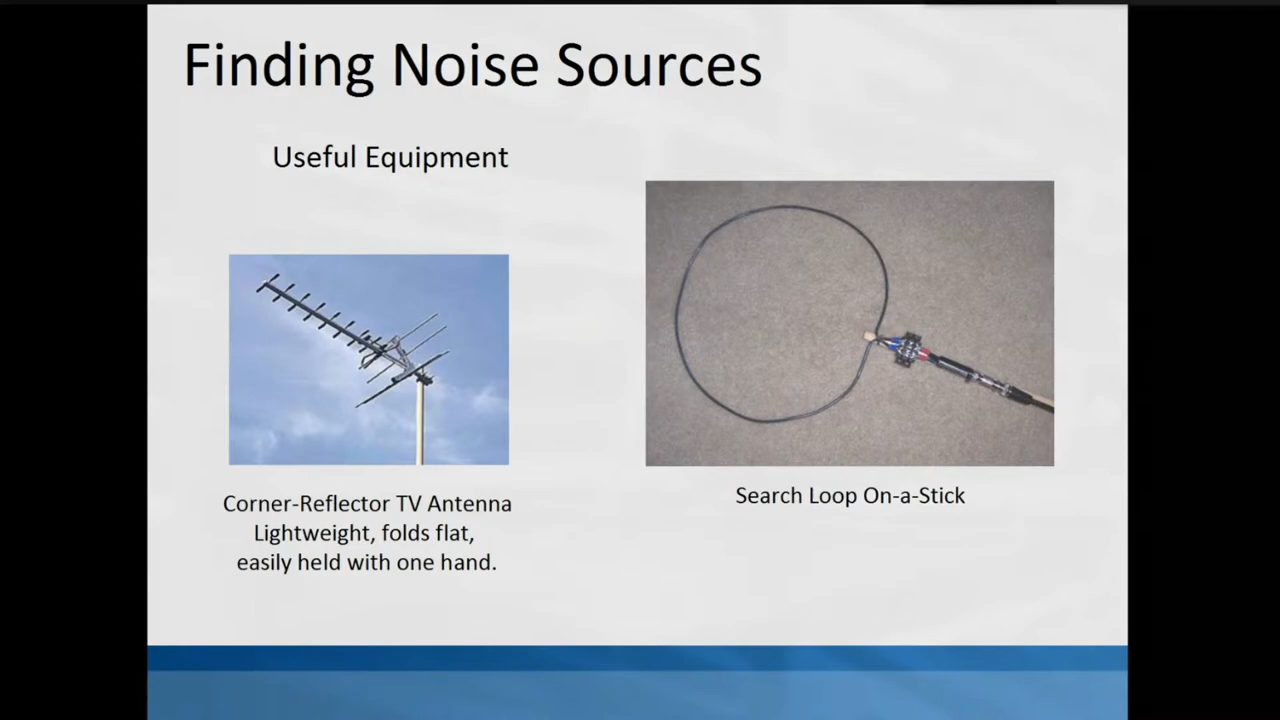 Finding Noise Sources
Useful Equipment
Corner-Reflector TV Antenna
Lightweight, folds flat,
easily held with one hand.
Search Loop On-a-Stick